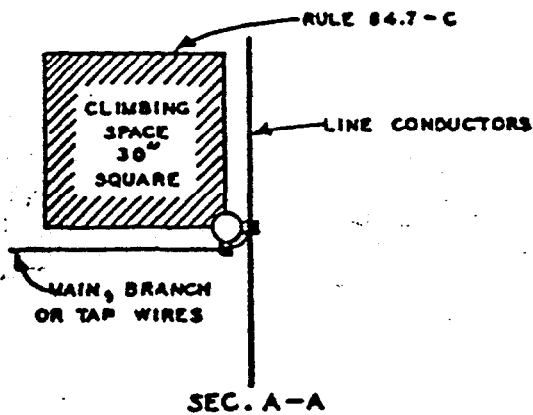 RULE 84.7-C
CLIMBING
SPACE
30"
SQUARE
LINE CONDUCTORS
MAIN, BRANCH
OR TAP WIRES
SEC. A-A